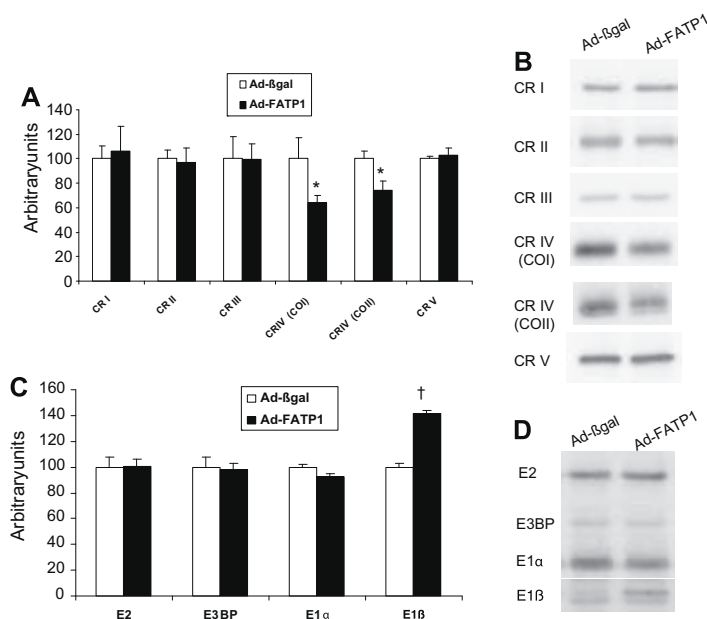 A
Ad-ßgal
Ad-FATP1
Arbitraryunits
140
120
100
80
60
40
20
0
*
*
CR I
CR II
CR III
CRIV (COI)
CRIV (COII)
CR V
B
Ad-ßgal
Ad-FATP1
CR I
CR II
CR III
CR IV
(COI)
CR IV
(COII)
CR V
C
Ad-ßgal
Ad-FATP1
Arbitraryunits
160
140
120
100
80
60
40
20
0
†
E2
E3BP
E1α
E1ß
D
Ad-ßgal
Ad-FATP1
E2
E3BP
E1α
E1ß